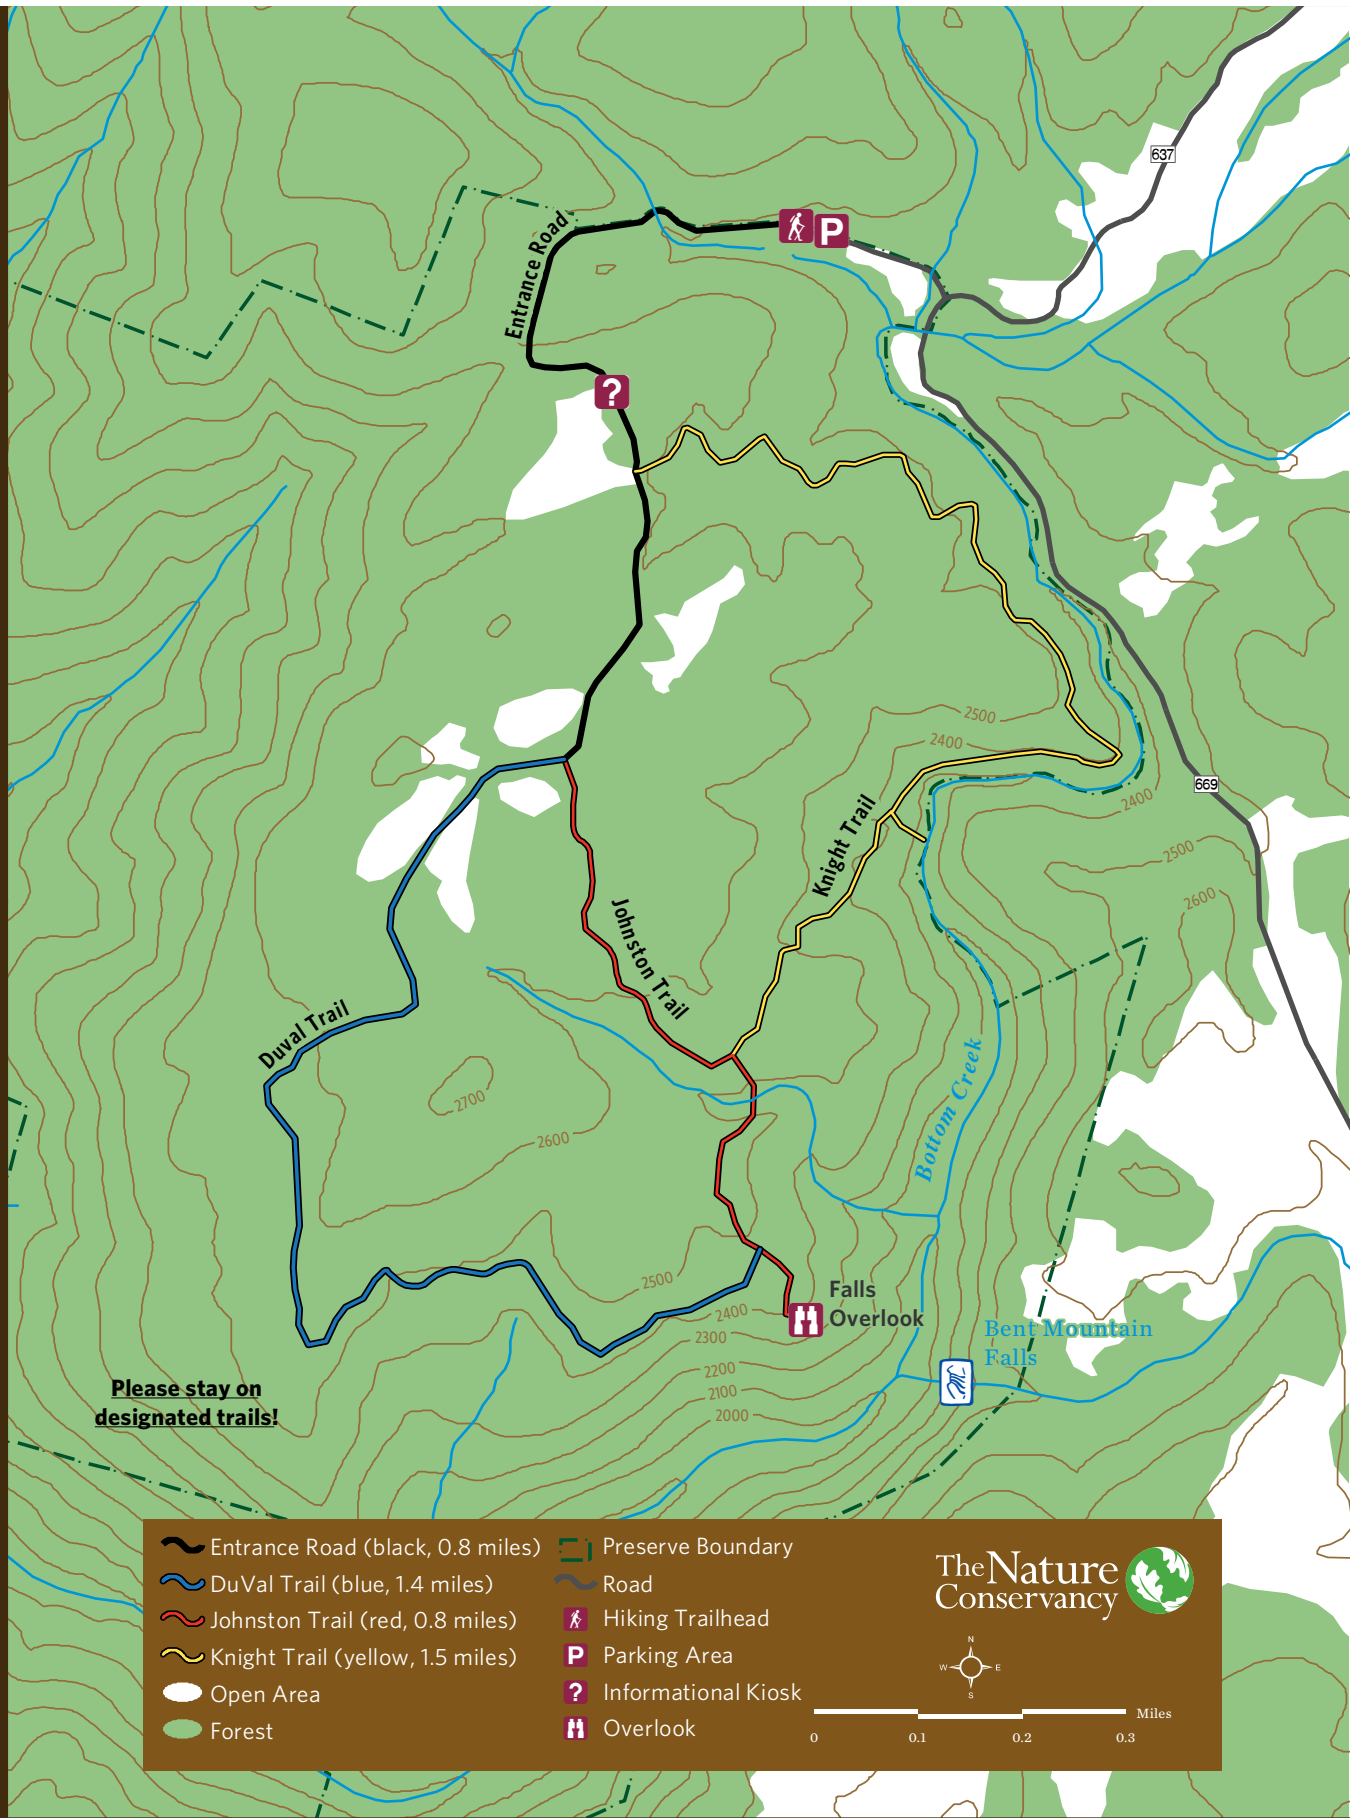 637
P
Entrance Road
?
2500
2400
669
2400
Knight Trail
2500
2600
Johnston Trail
Duval Trail
Bottom Creek
2700
2600
2500
Falls
Overlook
2400
2300
Bent Mountain
Falls
2200
2100
2000
Please stay on
designated trails!
Entrance Road (black, 0.8 miles)
DuVal Trail (blue, 1.4 miles)
Johnston Trail (red, 0.8 miles)
Knight Trail (yellow, 1.5 miles)
Open Area
Forest
Preserve Boundary
Road
Hiking Trailhead
P Parking Area
? Informational Kiosk
Overlook
The Nature
Conservancy
N
W E
S
Miles
0 0.1 0.2 0.3